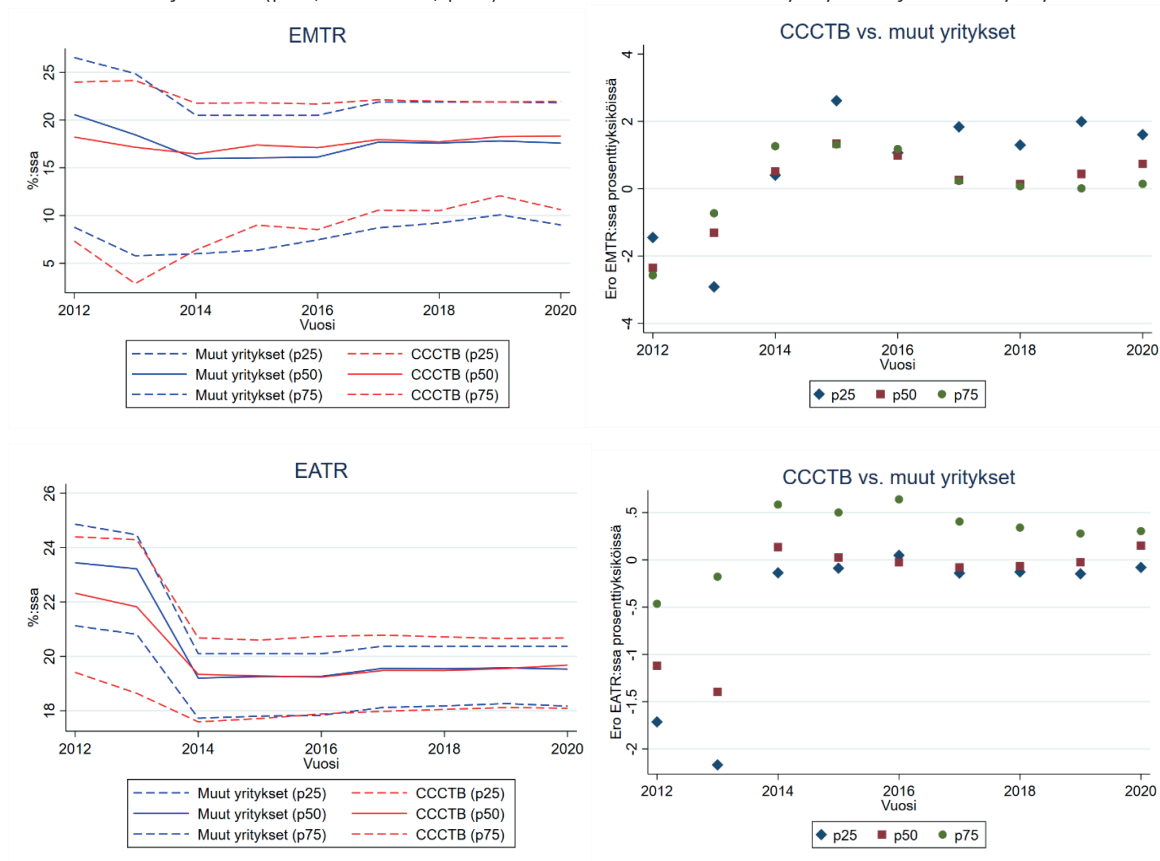 EMTR
%:ssa
25
20
15
10
5
2012 2014 2016 2018 2020
Vuosi
Muut yritykset (p25) CCCTB (p25)
Muut yritykset (p50) CCCTB (p50)
Muut yritykset (p75) CCCTB (p75)
CCCTB vs. muut yritykset
Ero EMTR:ssa prosenttiyksiköissä
4
2
0
-2
-4
2012 2014 2016 2018 2020
Vuosi
p25 p50 p75
EATR
%:ssa
26
24
22
20
18
2012 2014 2016 2018 2020
Vuosi
Muut yritykset (p25) CCCTB (p25)
Muut yritykset (p50) CCCTB (p50)
Muut yritykset (p75) CCCTB (p75)
CCCTB vs. muut yritykset
Ero EATR:ssa prosenttiyksiköissä
.5
0
-.5
-1
-1.5
-2
2012 2014 2016 2018 2020
Vuosi
p25 p50 p75